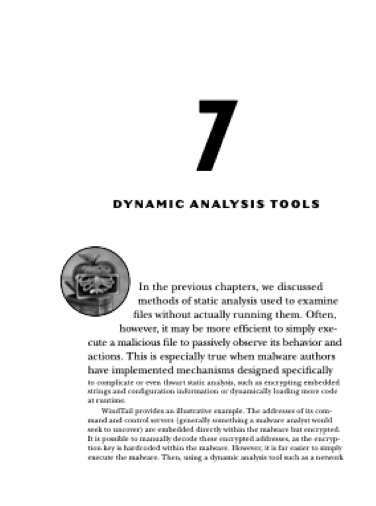 7
DYNAMIC ANALYSIS TOOLS
In the previous chapters, we discussed
methods of static analysis used to examine
files without actually running them. Often,
however, it may be more efficient to simply exe-
cute a malicious file to passively observe its behavior and
actions. This is especially true when malware authors
have implemented mechanisms designed specifically
to complicate or even thwart static analysis, such as encrypting embedded
strings and configuration information or dynamically loading more code
at runtime.
WindTail provides an illustrative example. The addresses of its com-
mand and control servers (generally something a malware analyst would
seek to uncover) are embedded directly within the malware but encrypted.
It is possible to manually decode these encrypted addresses, as the encryp-
tion key is hardcoded within the malware. However, it is far easier to simply
execute the malware. Then, using a dynamic analysis tool such as a network